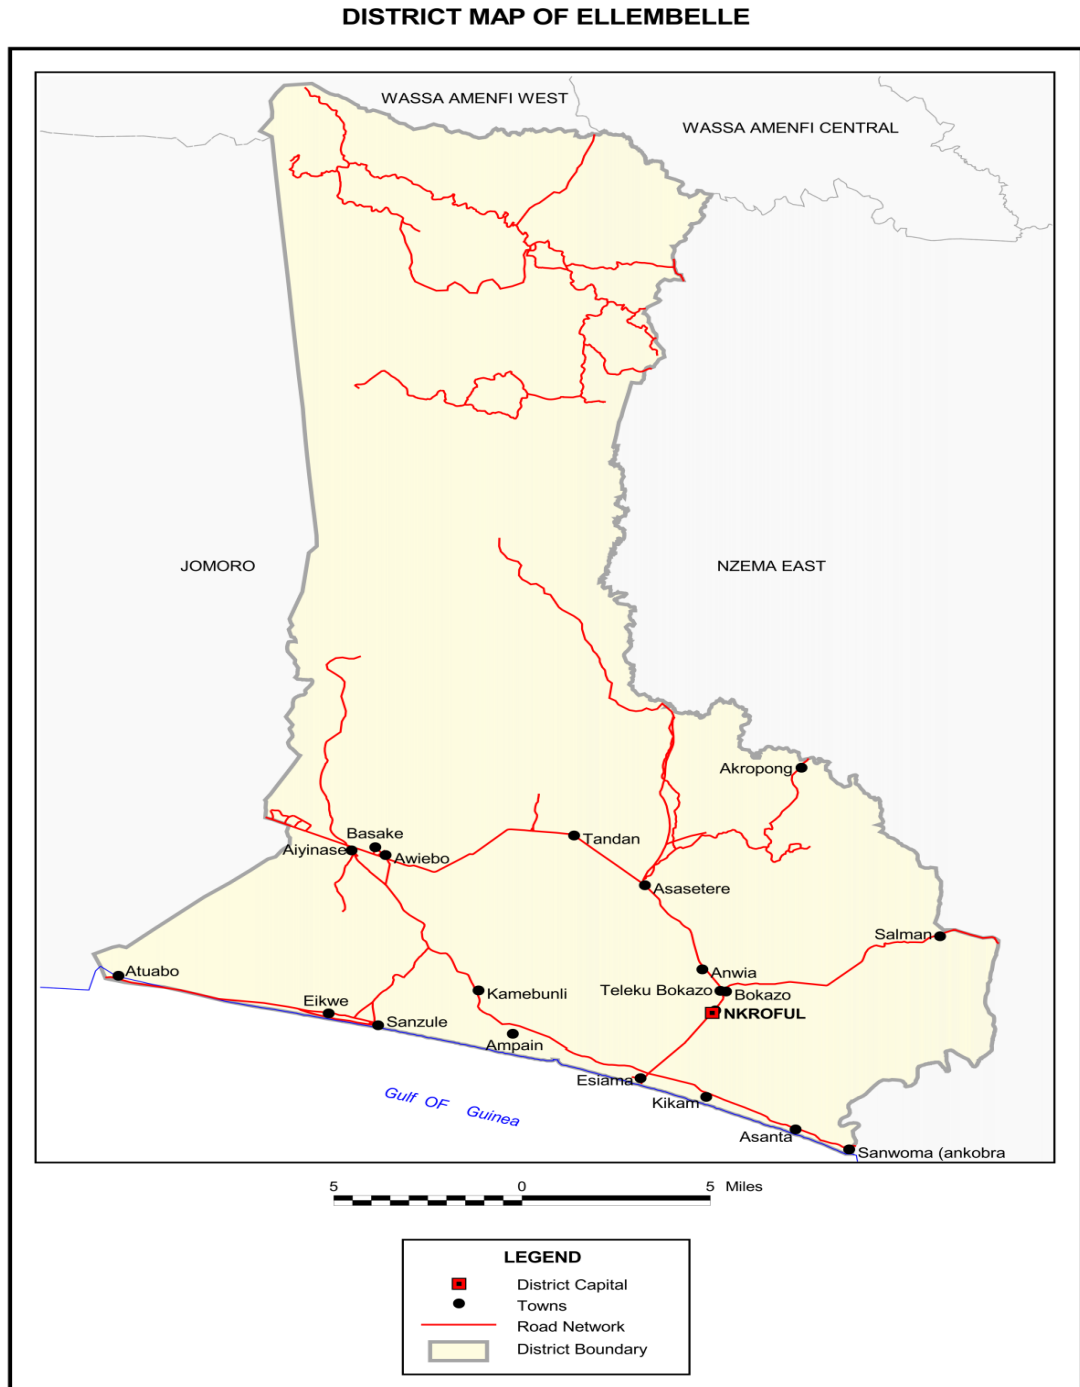 DISTRICT MAP OF ELLEMBELLE
WASSA AMENFI WEST
WASSA AMENFI CENTRAL
JOMORO
NZEMA EAST
Akropong
Basake
Tandan
Aiyinase
Awiebo
Asasetere
Salman
Atuabo
Anwia
Teleku Bokazo
Bokazo
Kamebunli
Eikwe
NKROFUL
Sanzule
Ampain
Esiama
Kikam
Gulf OF Guinea
Asanta
Sanwoma (ankobra
5 0 5 Miles
LEGEND
District Capital
Towns
Road Network
District Boundary